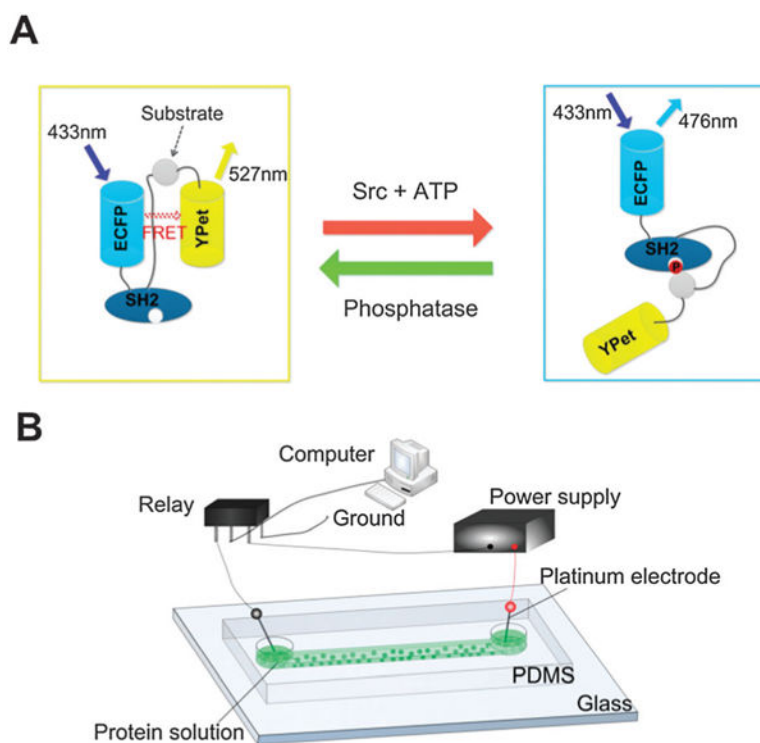 A
Substrate
433nm
527nm
ECFP
FRET
YPet
SH2
Src + ATP
Phosphatase
433nm
476nm
ECFP
SH2
P
YPet
B
Computer
Relay
Ground
Power supply
Platinum electrode
PDMS
Glass
Protein solution